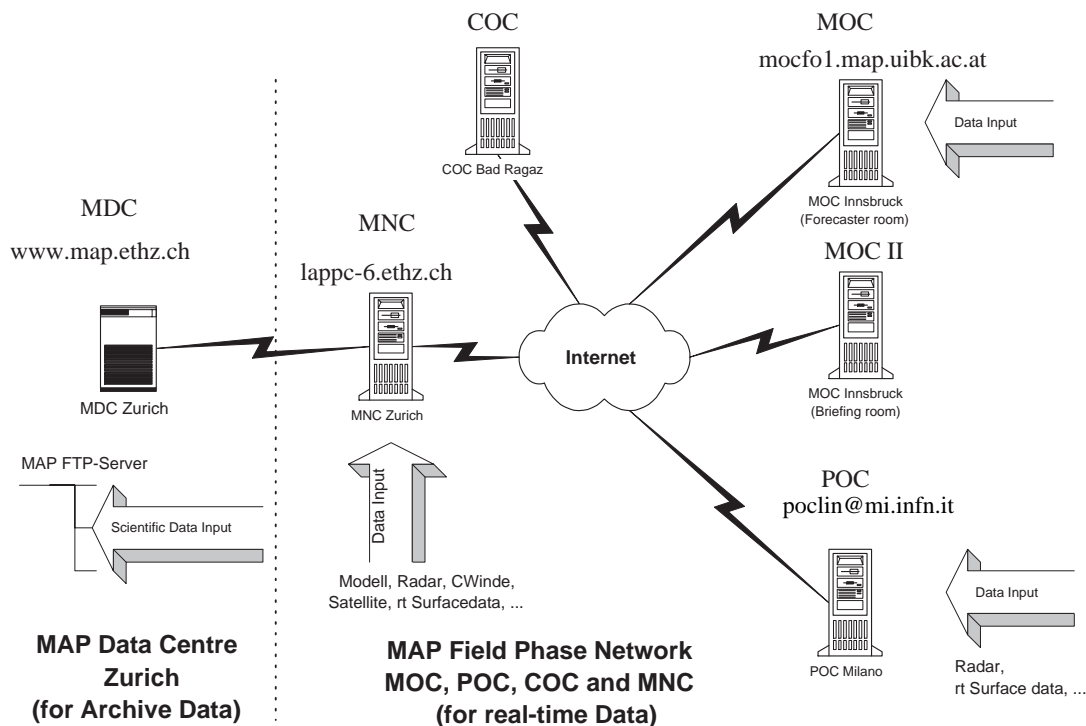 COC
COC Bad Ragaz
MOC
mocfo1.map.uibk.ac.at
Data Input
MOC Innsbruck
(Forecaster room)
MDC
www.map.ethz.ch
MDC Zurich
MNC
lappc-6.ethz.ch
MNC Zurich
Internet
MOC II
MOC Innsbruck
(Briefing room)
MAP FTP-Server
Scientific Data Input
Data Input
Modell, Radar, CWinde,
Satellite, rt Surfacedata, ...
POC
poclin@mi.infn.it
Data Input
POC Milano
Radar,
rt Surface data, ...
MAP Data Centre
Zurich
(for Archive Data)
MAP Field Phase Network
MOC, POC, COC and MNC
(for real-time Data)